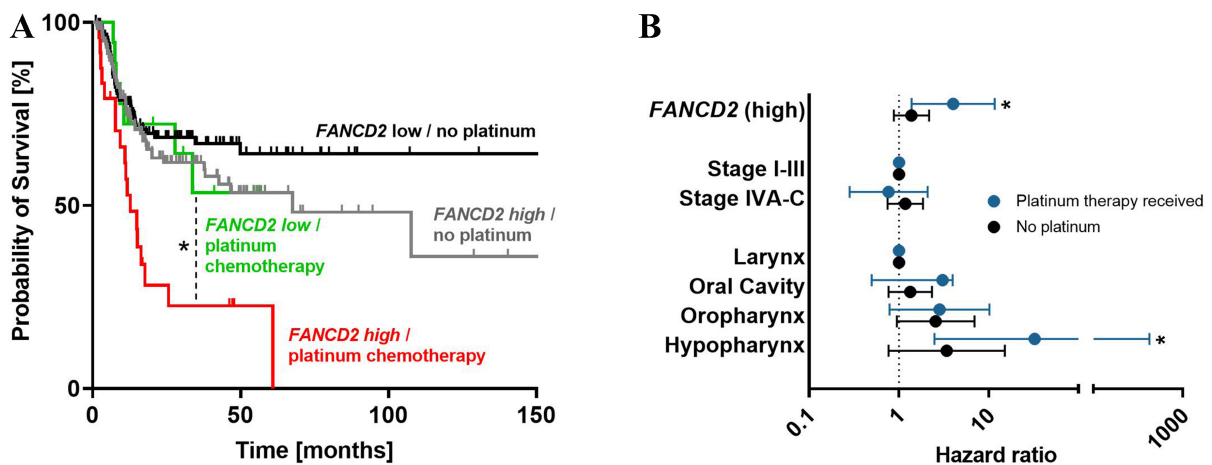 A
Probability of Survival [%]
100
50
0
0
50
100
150
Time [months]
FANCD2 low / no platinum
FANCD2 high /
no platinum
FANCD2 low /
platinum
chemotherapy
*
FANCD2 high /
platinum chemotherapy
B
FANCD2 (high)
Stage I-III
Stage IVA-C
Larynx
Oral Cavity
Oropharynx
Hypopharynx
*
*
Platinum therapy received
No platinum
0.1
1
10
1000
Hazard ratio